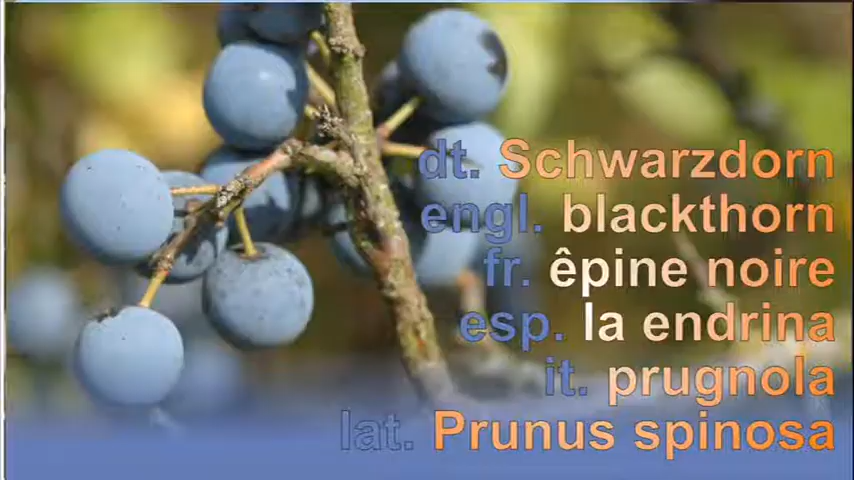 dt. Schwarzdorn
engl. blackthorn
fr. êpine noire
esp. la endrina
it. prugnola
lat. Prunus spinosa